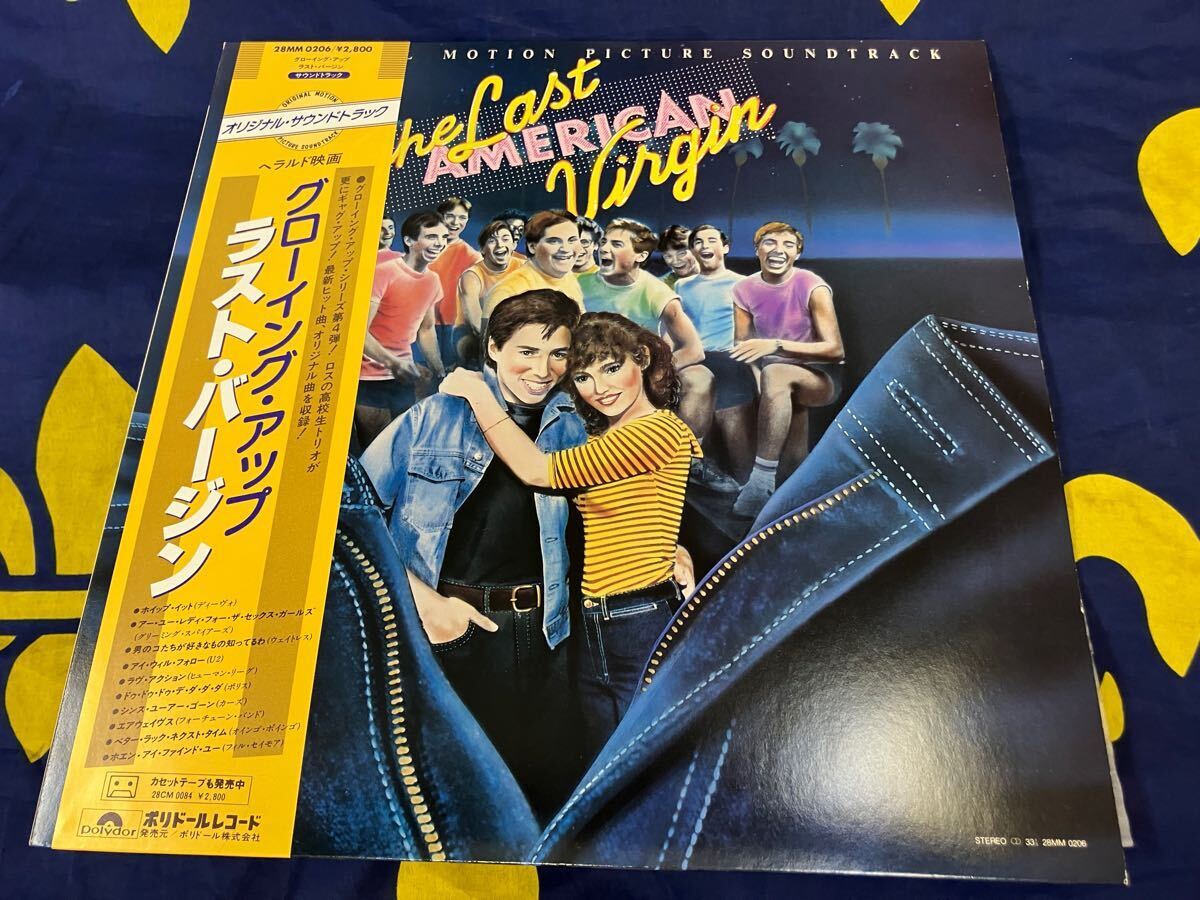 28MM 0206/¥2,800
グローイング・アップ
ラスト・バージン
サウンドトラック
ORIGINAL MOTION
オリジナル・サウンドトラック
PICTURE SOUNDTRACK
ヘラルド映画
グローイング・アップ
ラスト・バージン
●グローイング・アップ・シリーズ第4弾! ロスの高校生トリオが
更にギャグ・アップ! 最新ヒット曲、オリジナル曲を収録!
●ホイップ・イット(ディーヴォ)
●アー・ユー・レディ・フォー・ザ・セックス・ガールズ
(グリーミング・スパイアーズ)
●男のコたちが好きなもの知ってるわ(ウェイトレス)
●アイ・ウィル・フォロー(U2)
●ラヴ・アクション(ヒューマン・リーグ)
●ドゥ・ドゥ・ドゥ・デ・ダ・ダ・ダ(ポリス)
●シンス・ユーアー・ゴーン(カーズ)
●エアウェイヴス(フォーチューン・バンド)
●ベター・ラック・ネクスト・タイム(オインゴ・ボインゴ)
●ホエン・アイ・ファインド・ユー(フィル・セイモア)
カセットテープも発売中
28CM 0084 ¥2,800
polydor
ポリドールレコード
発売元/ポリドール株式会社
L MOTION PICTURE SOUNDTRACK
The Last
AMERICAN
Virgin
STEREO 33⅓ 28MM 0206